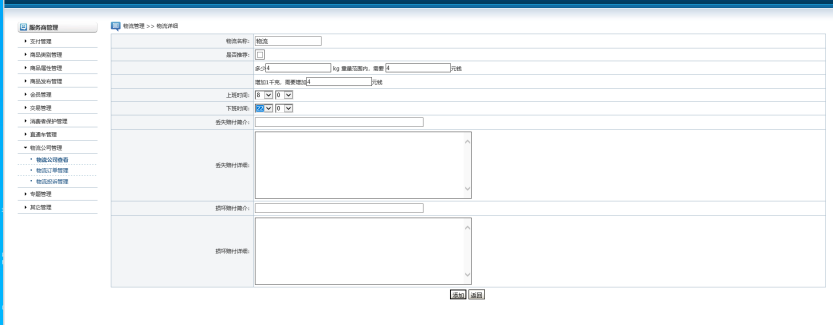 服务商管理
支付管理
商品类别管理
商品属性管理
商品发布管理
会员管理
交易管理
消费者保护管理
直通车管理
物流公司管理
物流公司查看
物流订单管理
物流投诉管理
专题管理
其它管理
物流管理 >> 物流详细
物流名称: 物流
是否推荐:
多少4 kg 重量范围内, 需要 4 元钱
增加1千克, 需要增加4 元钱
上班时间: 8 0
下班时间: 22 0
丢失赔付简介:
丢失赔付详细:
损坏赔付简介:
损坏赔付详细:
添加 返回